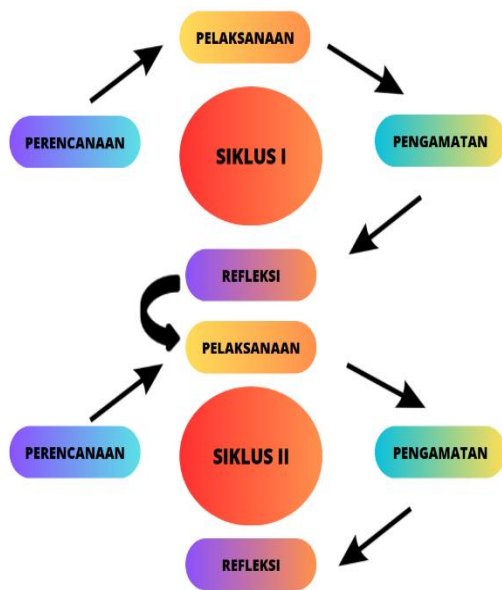 PELAKSANAAN
PERENCANAAN
SIKLUS I
PENGAMATAN
REFLEKSI
PELAKSANAAN
PERENCANAAN
SIKLUS II
PENGAMATAN
REFLEKSI